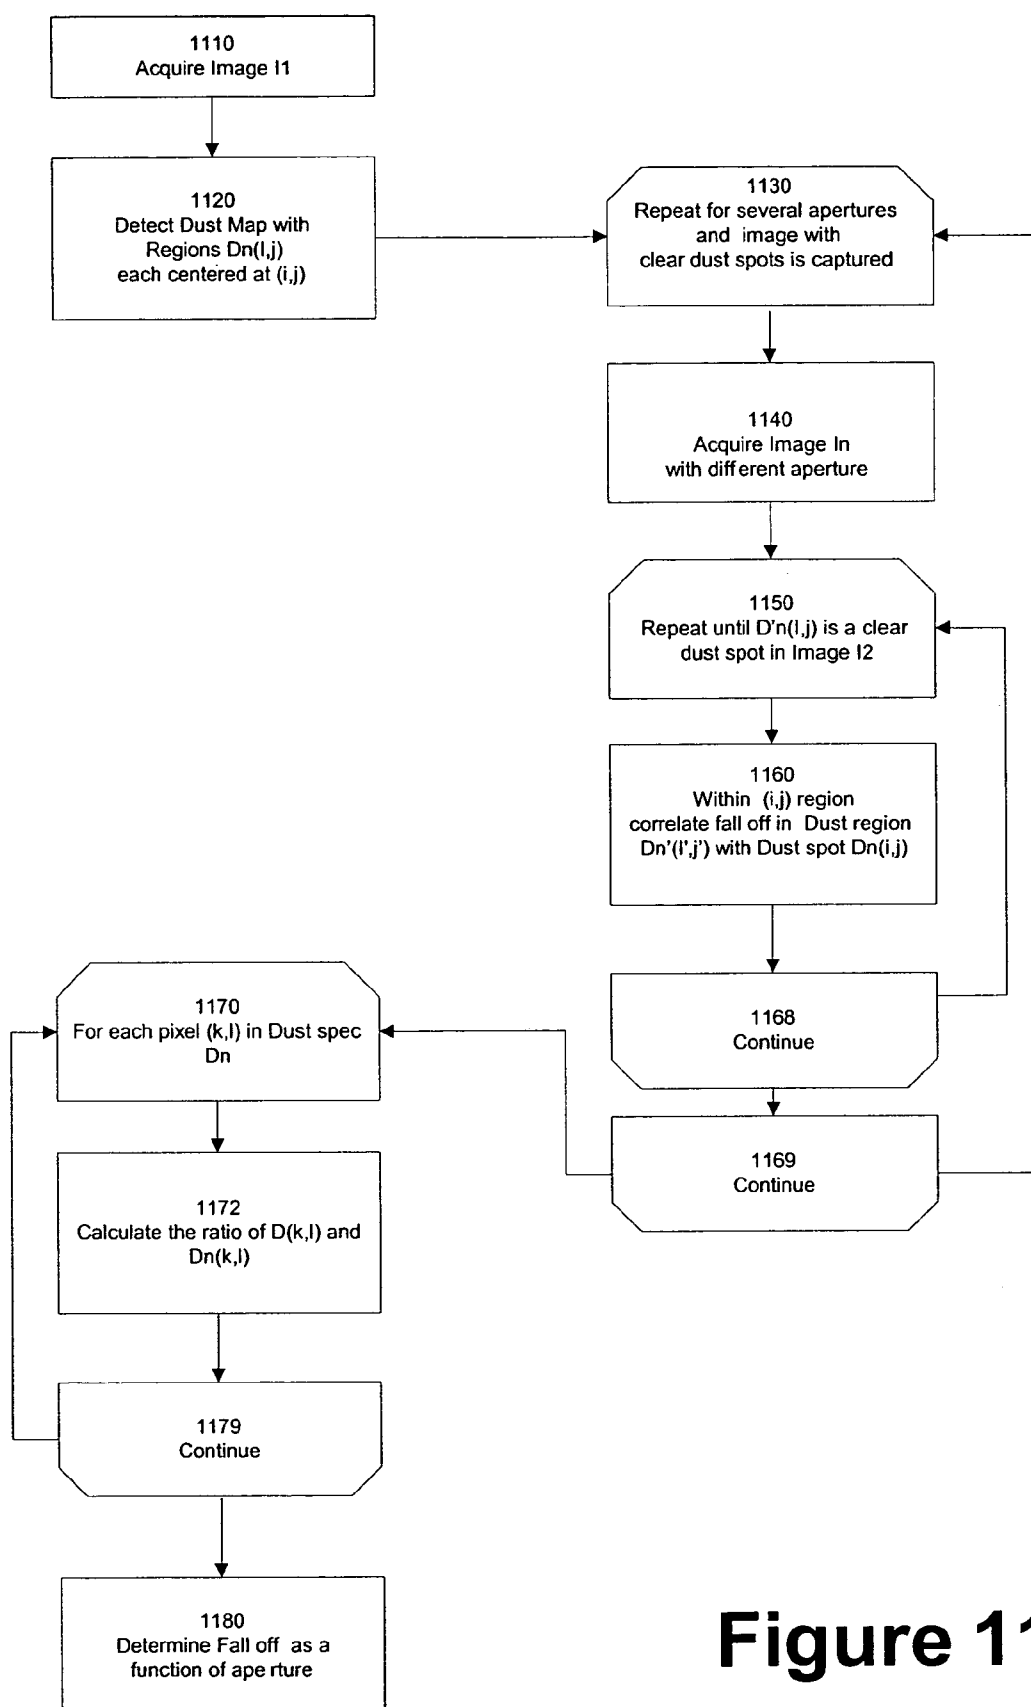 1110
Acquire Image I1
1120
Detect Dust Map with
Regions Dn(I,j)
each centered at (i,j)
1130
Repeat for several apertures
and image with
clear dust spots is captured
1140
Acquire Image In
with different aperture
1150
Repeat until D'n(I,j) is a clear
dust spot in Image I2
1160
Within (i,j) region
correlate fall off in Dust region
Dn'(I',j') with Dust spot Dn(i,j)
1168
Continue
1169
Continue
1170
For each pixel (k,l) in Dust spec
Dn
1172
Calculate the ratio of D(k,l) and
Dn(k,l)
1179
Continue
1180
Determine Fall off as a
function of aperture
Figure 11